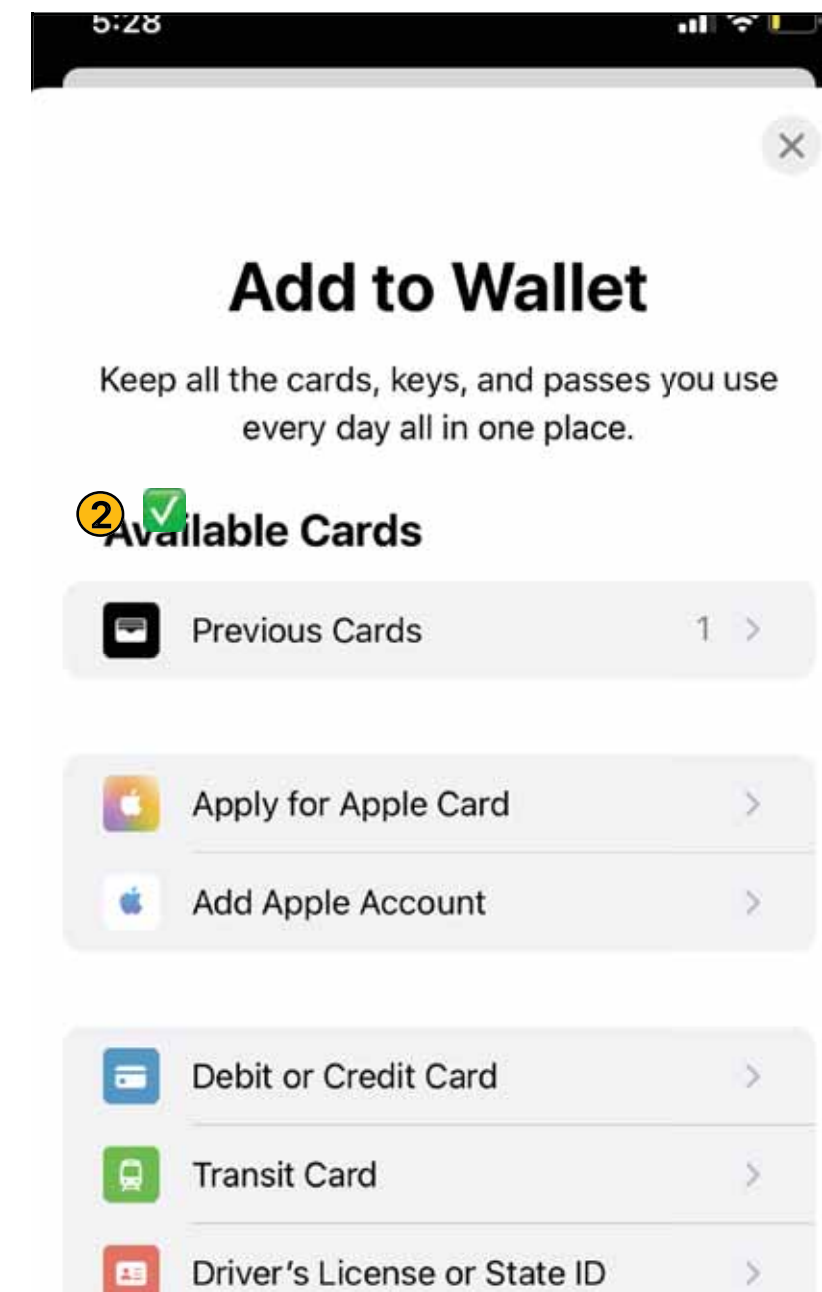 5:28
Add to Wallet
Keep all the cards, keys, and passes you use
every day all in one place.
2
Available Cards
Previous Cards 1
Apply for Apple Card
Add Apple Account
Debit or Credit Card
Transit Card
Driver's License or State ID